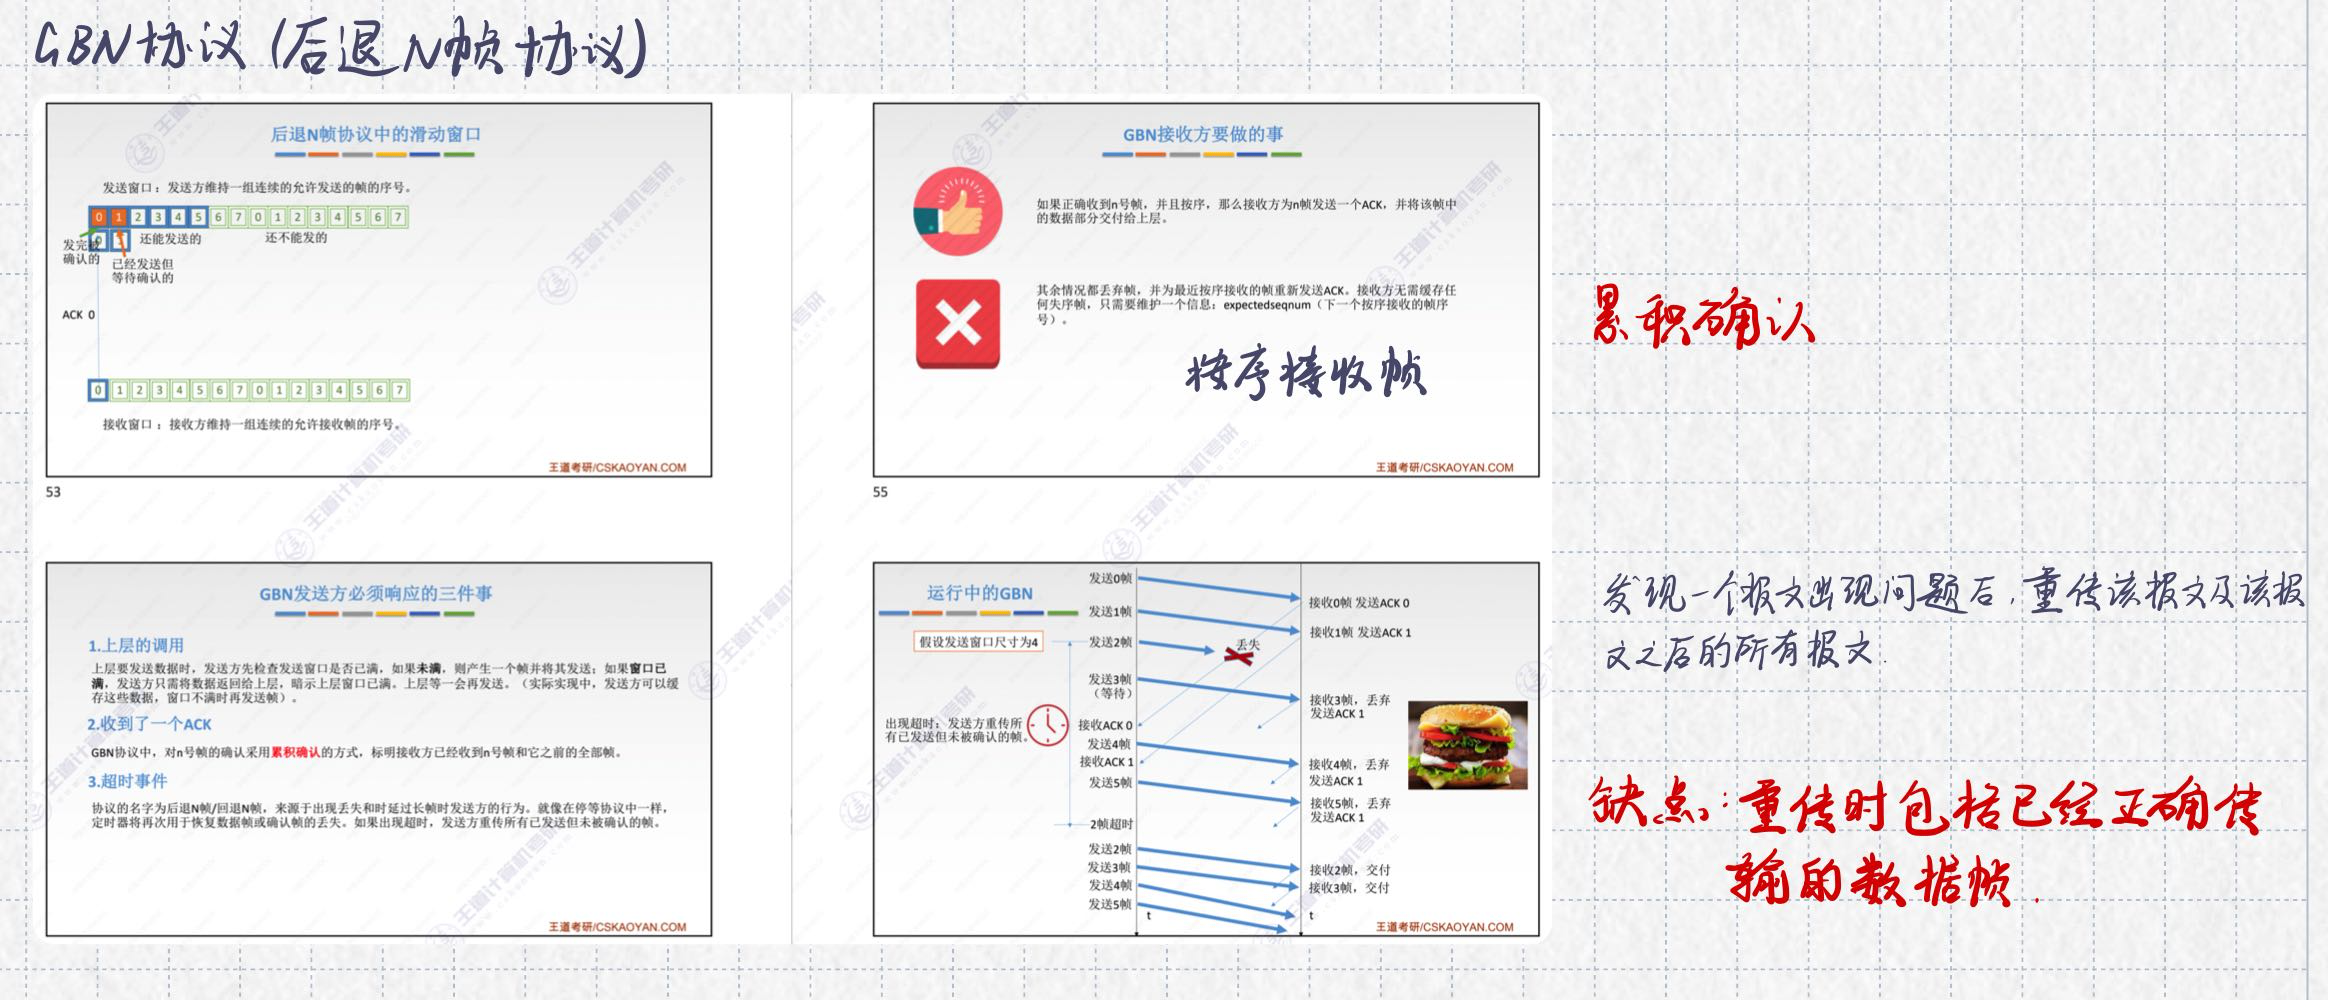 GBN协议(后退N帧协议)
后退N帧协议中的滑动窗口
发送窗口：发送方维持一组连续的允许发送的帧的序号。
0 1 2 3 4 5 6 7 0 1 2 3 4 5 6 7
发完被
确认的
还能发送的
还不能发的
已经发送但
等待确认的
ACK 0
0 1 2 3 4 5 6 7 0 1 2 3 4 5 6 7
接收窗口：接收方维持一组连续的允许接收帧的序号。
王道考研/CSKAOYAN.COM
53
GBN接收方要做的事
如果正确收到n号帧，并且按序，那么接收方为n帧发送一个ACK，并将该帧中
的数据部分交付给上层。
其余情况都丢弃帧，并为最近按序接收的帧重新发送ACK。接收方无需缓存任
何失序帧，只需要维护一个信息：expectedseqnum（下一个按序接收的帧序
号）。
按序接收帧
王道考研/CSKAOYAN.COM
55
累积确认
GBN发送方必须响应的三件事
1.上层的调用
上层要发送数据时，发送方先检查发送窗口是否已满，如果未满，则产生一个帧并将其发送；如果窗口已
满，发送方只需将数据返回给上层，暗示上层窗口已满。上层等一会再发送。（实际实现中，发送方可以缓
存这些数据，窗口不满时再发送帧）。
2.收到了一个ACK
GBN协议中，对n号帧的确认采用累积确认的方式，标明接收方已经收到n号帧和它之前的全部帧。
3.超时事件
协议的名字为后退N帧/回退N帧，来源于出现丢失和时延过长帧时发送方的行为。就像在停等协议中一样，
定时器将再次用于恢复数据帧或确认帧的丢失。如果出现超时，发送方重传所有已发送但未被确认的帧。
王道考研/CSKAOYAN.COM
运行中的GBN
假设发送窗口尺寸为4
出现超时：发送方重传所
有已发送但未被确认的帧。
发送0帧
发送1帧
发送2帧
发送3帧
（等待）
接收ACK 0
发送4帧
接收ACK 1
发送5帧
2帧超时
发送2帧
发送3帧
发送4帧
发送5帧
丢失
接收0帧 发送ACK 0
接收1帧 发送ACK 1
接收3帧，丢弃
发送ACK 1
接收4帧，丢弃
发送ACK 1
接收5帧，丢弃
发送ACK 1
接收2帧，交付
接收3帧，交付
t
t
王道考研/CSKAOYAN.COM
发现一个报文出现问题后,重传该报文及该报
文之后的所有报文.
缺点:重传时包括已经正确传
输的数据帧.
王道计算机考研